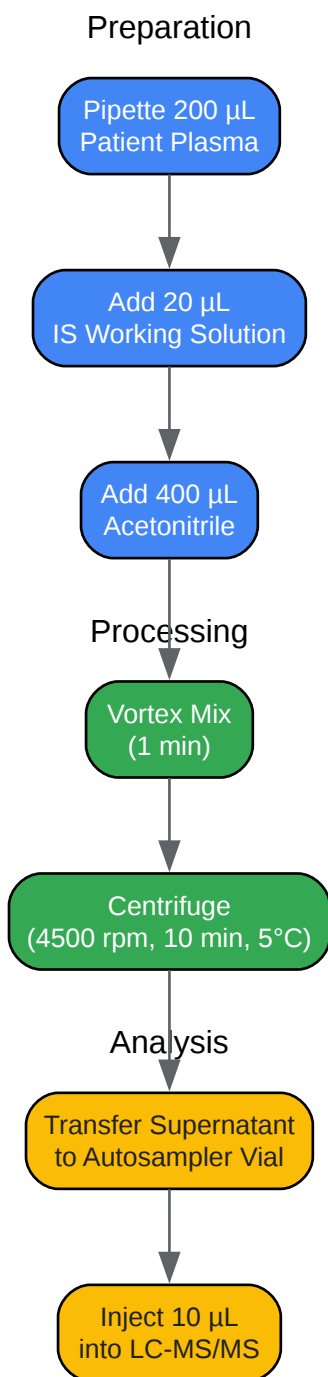 Preparation
Pipette 200 µL
Patient Plasma
Add 20 µL
IS Working Solution
Add 400 µL
Acetonitrile
Processing
Vortex Mix
(1 min)
Centrifuge
(4500 rpm, 10 min, 5°C)
Analysis
Transfer Supernatant
to Autosampler Vial
Inject 10 µL
into LC-MS/MS